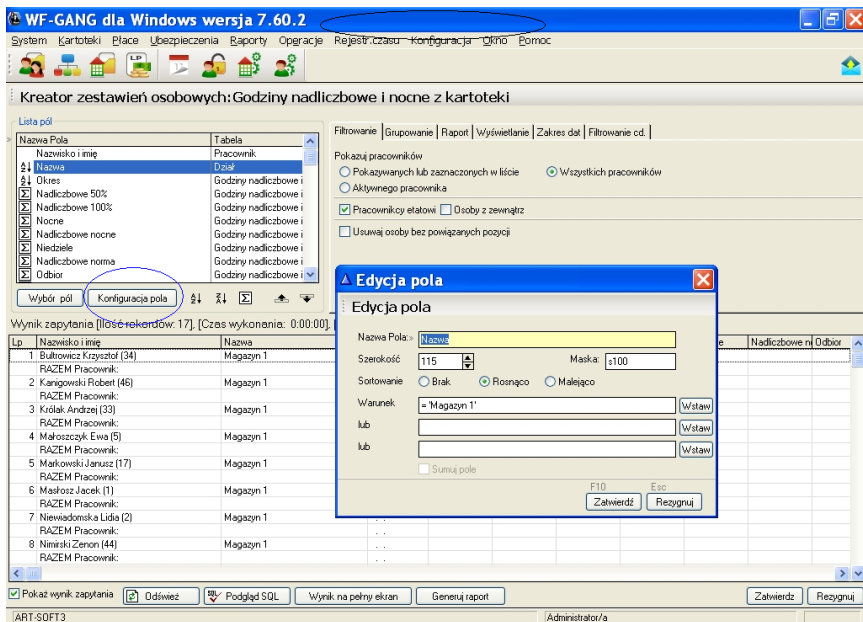 WF-GANG dla Windows wersja 7.60.2
System Kartoteki Płace Ubezpieczenia Raporty Operacje Rejestr.czasu Konfiguracja Okno Pomoc
Kreator zestawień osobowych:Godziny nadliczbowe i nocne z kartoteki
Lista pól
Nazwa Pola Tabela
Nazwisko i imię Pracownik
Nazwa Dział
Okres Godziny nadliczbowe i
Nadliczbowe 50% Godziny nadliczbowe i
Nadliczbowe 100% Godziny nadliczbowe i
Nocne Godziny nadliczbowe i
Nadliczbowe nocne Godziny nadliczbowe i
Niedziele Godziny nadliczbowe i
Nadliczbowe norma Godziny nadliczbowe i
Odbior Godziny nadliczbowe i
Wybór pól Konfiguracja pola
Filtrowanie Grupowanie Raport Wyświetlanie Zakres dat Filtrowanie cd.
Pokazuj pracowników
Pokazywanych lub zaznaczonych w liście Wszystkich pracowników
Aktywnego pracownika
Pracownikcy etatowi Osoby z zewnątrz
Usuwaj osoby bez powiązanych pozycji
Wynik zapytania [Ilość rekordów: 17], [Czas wykonania: 0:00:00],
Lp Nazwisko i imię Nazwa Nadliczbowe n Odbior
1 Bultrowicz Krzysztof (34) Magazyn 1
RAZEM Pracownik:
2 Kanigowski Robert (46) Magazyn 1
RAZEM Pracownik:
3 Królak Andrzej (33) Magazyn 1
RAZEM Pracownik:
4 Małoszczyk Ewa (5) Magazyn 1
RAZEM Pracownik:
5 Markowski Janusz (17) Magazyn 1
RAZEM Pracownik:
6 Masłosz Jacek (1) Magazyn 1
RAZEM Pracownik:
7 Niewiadomska Lidia (2) Magazyn 1
RAZEM Pracownik:
8 Nimirski Zenon (44) Magazyn 1
RAZEM Pracownik:
Edycja pola
Edycja pola
Nazwa Pola: Nazwa
Szerokość 115 Maska: s100
Sortowanie Brak Rosnąco Malejąco
Warunek = 'Magazyn 1' Wstaw
lub Wstaw
lub Wstaw
Sumuj pole
F10 Esc
Zatwierdź Rezygnuj
Pokaż wynik zapytania Odśwież Podgląd SQL Wynik na pełny ekran Generuj raport Zatwierdz Rezygnuj
ART-SOFT3 Administrator/a